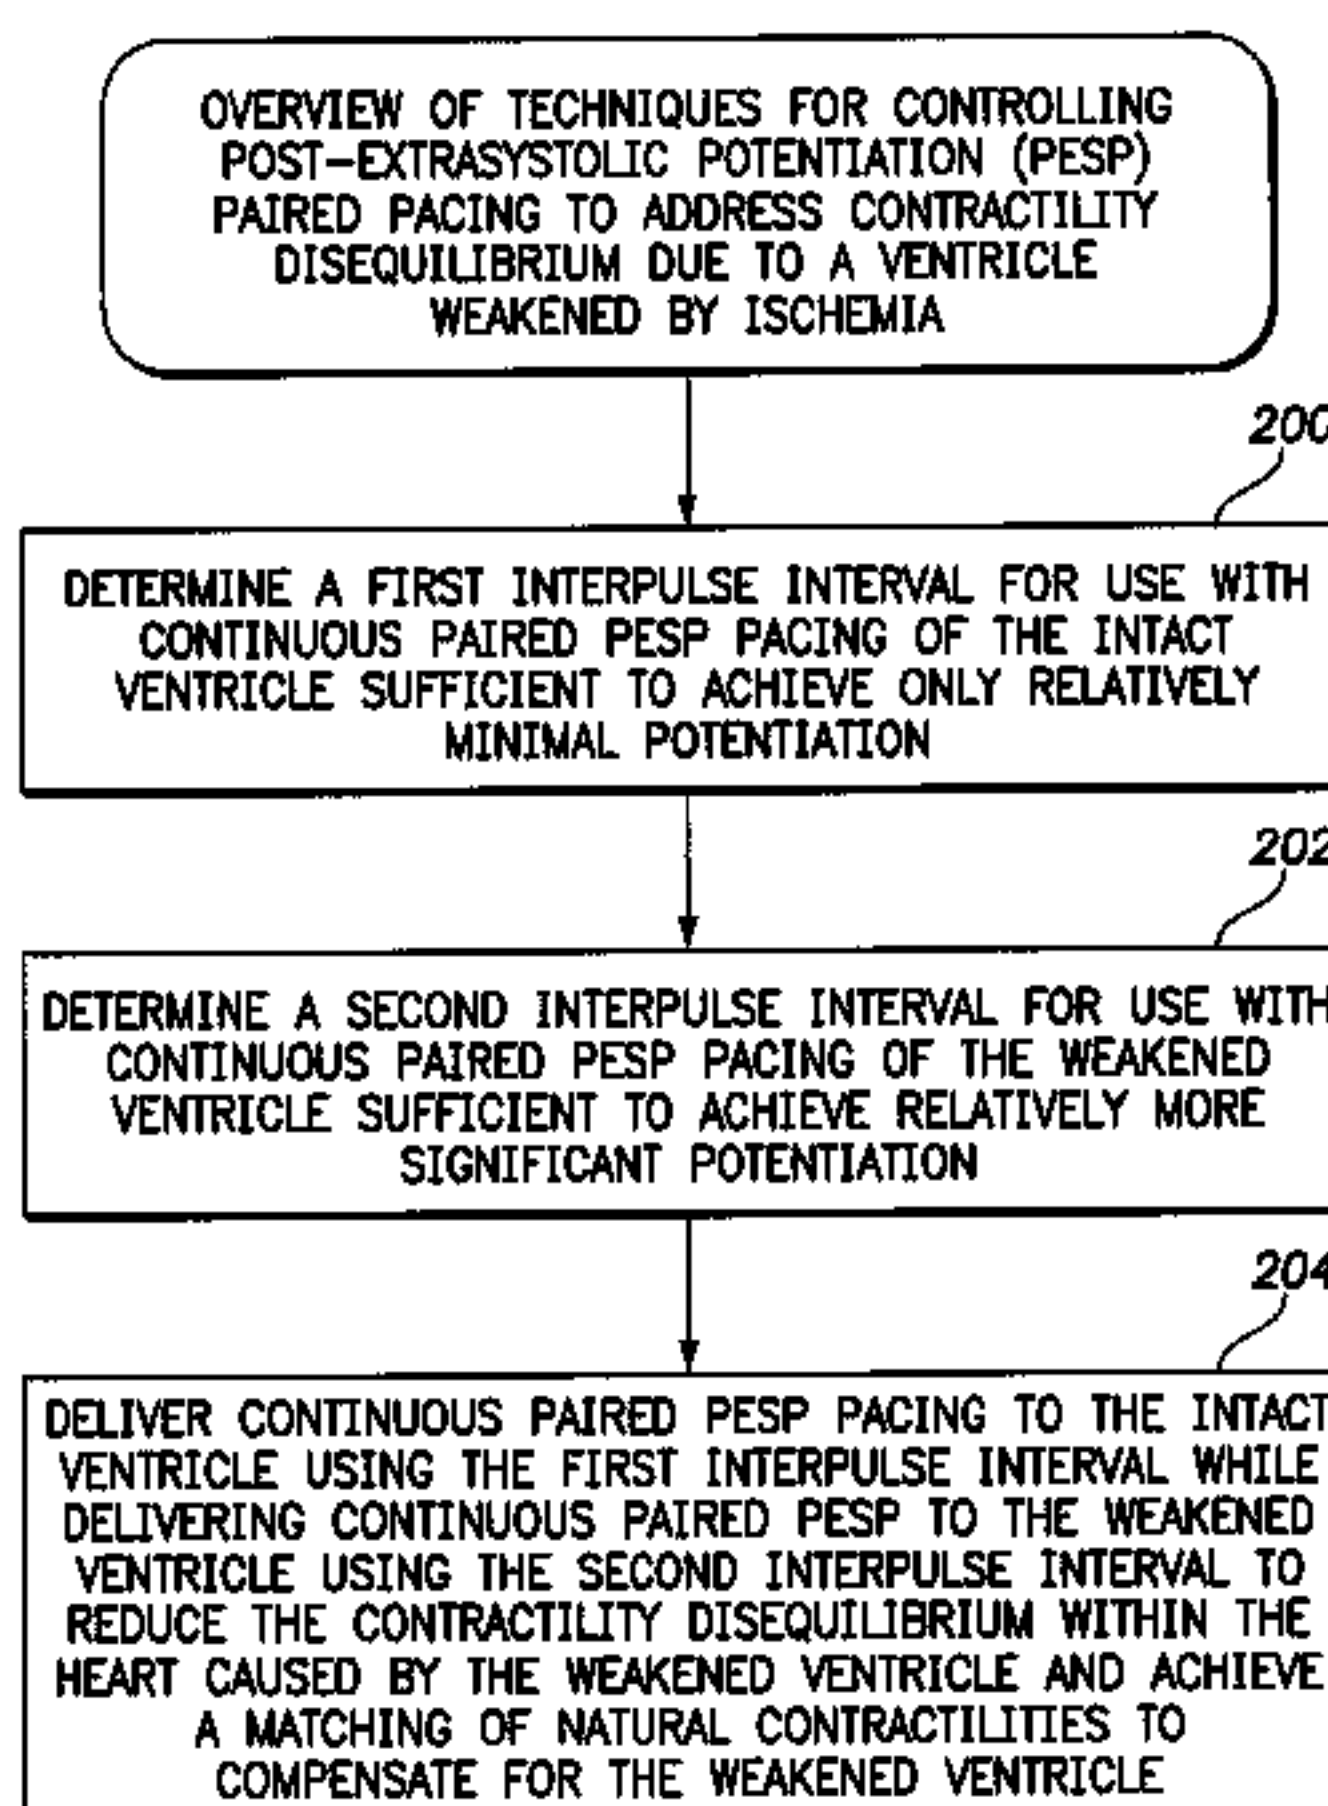 OVERVIEW OF TECHNIQUES FOR CONTROLLING
POST-EXTRASYSTOLIC POTENTIATION (PESP)
PAIRED PACING TO ADDRESS CONTRACTILITY
DISEQUILIBRIUM DUE TO A VENTRICLE
WEAKENED BY ISCHEMIA
200
DETERMINE A FIRST INTERPULSE INTERVAL FOR USE WITH
CONTINUOUS PAIRED PESP PACING OF THE INTACT
VENTRICLE SUFFICIENT TO ACHIEVE ONLY RELATIVELY
MINIMAL POTENTIATION
202
DETERMINE A SECOND INTERPULSE INTERVAL FOR USE WITH
CONTINUOUS PAIRED PESP PACING OF THE WEAKENED
VENTRICLE SUFFICIENT TO ACHIEVE RELATIVELY MORE
SIGNIFICANT POTENTIATION
204
DELIVER CONTINUOUS PAIRED PESP PACING TO THE INTACT
VENTRICLE USING THE FIRST INTERPULSE INTERVAL WHILE
DELIVERING CONTINUOUS PAIRED PESP TO THE WEAKENED
VENTRICLE USING THE SECOND INTERPULSE INTERVAL TO
REDUCE THE CONTRACTILITY DISEQUILIBRIUM WITHIN THE
HEART CAUSED BY THE WEAKENED VENTRICLE AND ACHIEVE
A MATCHING OF NATURAL CONTRACTILITIES TO
COMPENSATE FOR THE WEAKENED VENTRICLE